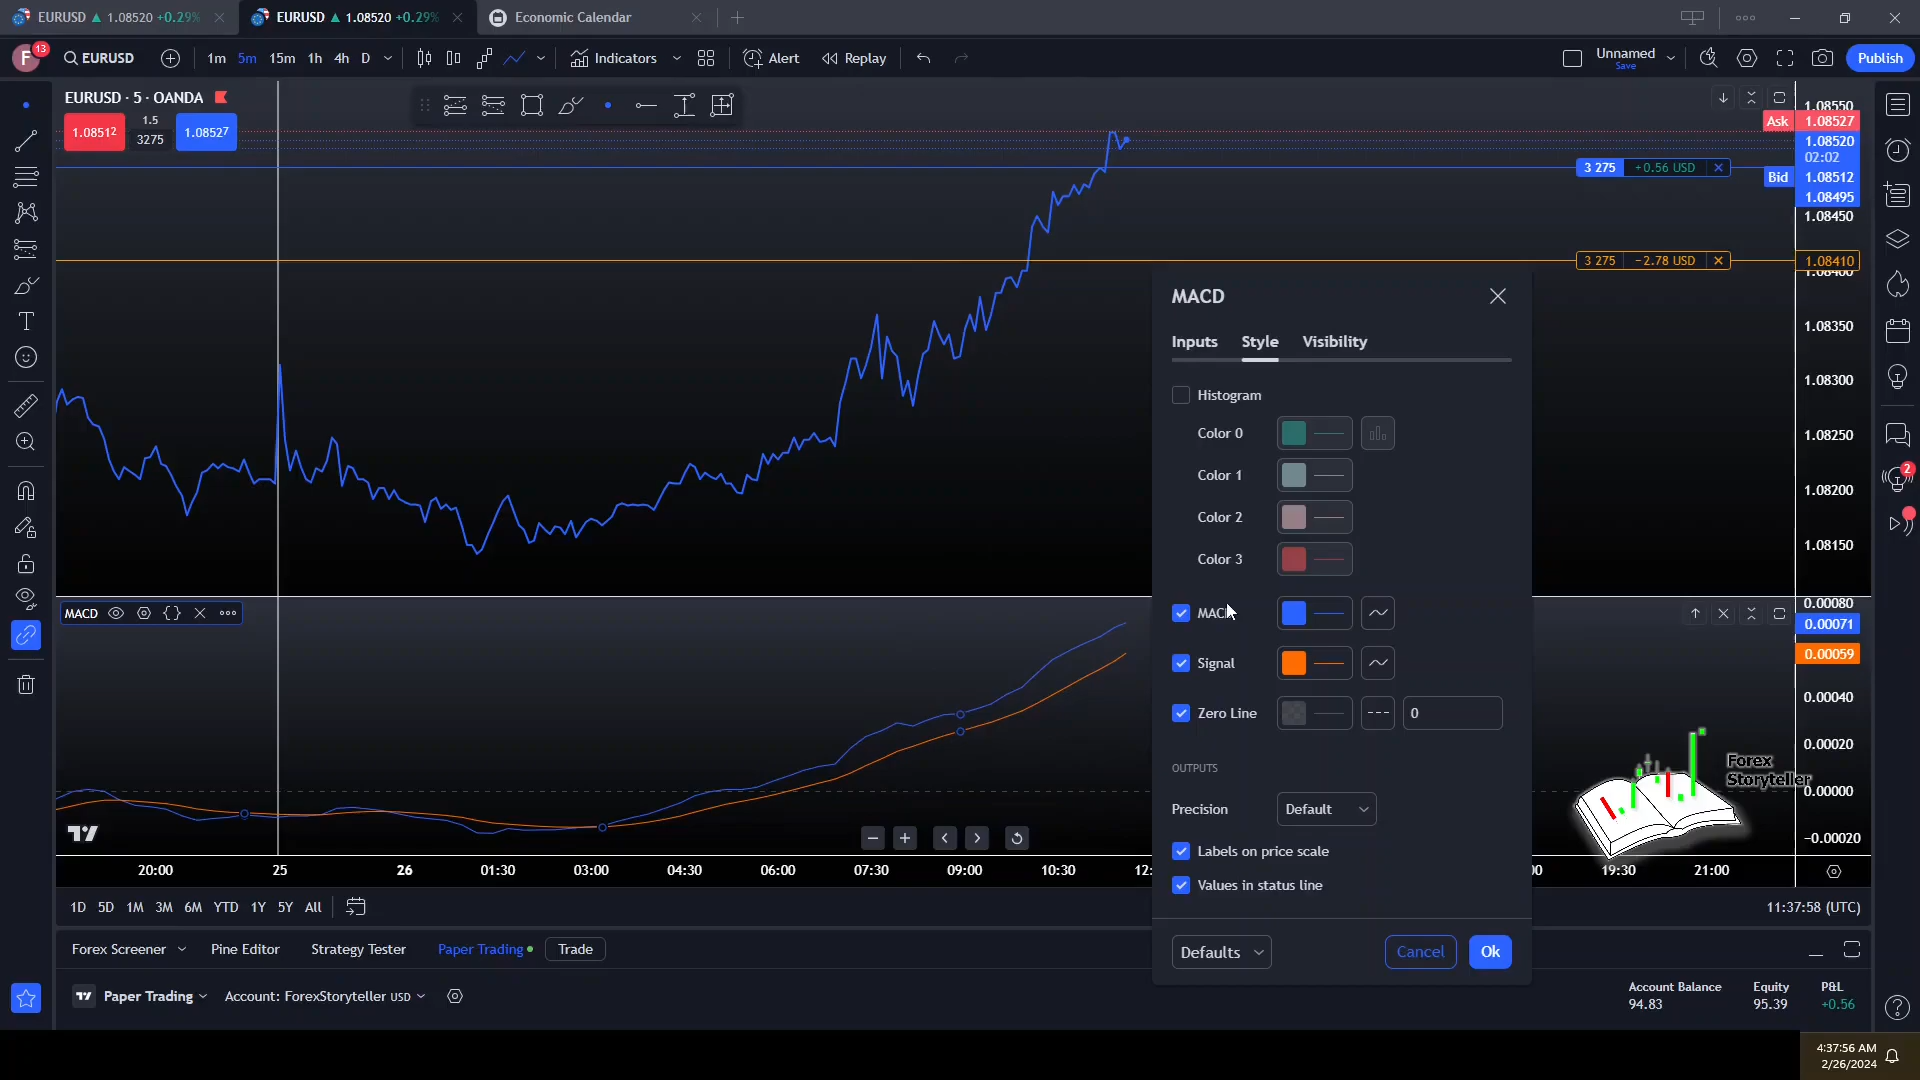 EURUSD ▲ 1.08520 +0.29%
EURUSD ▲ 1.08520 +0.29%
Economic Calendar
F
13
EURUSD
1m 5m 15m 1h 4h D
Indicators
Alert
Replay
Unnamed
Save
Publish
EURUSD · 5 · OANDA
1.08512
1.5
3275
1.08527
1.08550
Ask 1.08527
1.08520
02:02
Bid 1.08512
1.08495
3 275 +0.56 USD
1.08450
3 275 −2.78 USD
1.08410
1.08400
1.08350
1.08300
1.08250
1.08200
1.08150
2
MACD
Inputs Style Visibility
Histogram
Color 0
Color 1
Color 2
Color 3
MACD
Signal
Zero Line
0
OUTPUTS
Precision
Default
Labels on price scale
Values in status line
Defaults
Cancel
Ok
MACD
0.00080
0.00071
0.00059
0.00040
0.00020
0.00000
−0.00020
Forex
Storyteller
20:00 25 26 01:30 03:00 04:30 06:00 07:30 09:00 10:30 12: 00 19:30 21:00
1D 5D 1M 3M 6M YTD 1Y 5Y All
11:37:58 (UTC)
Forex Screener Pine Editor Strategy Tester Paper Trading Trade
Paper Trading Account: ForexStoryteller USD
Account Balance
94.83
Equity
95.39
P&L
+0.56
4:37:56 AM
2/26/2024